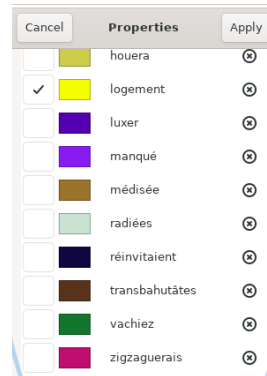 Cancel Properties Apply
houera
logement
luxer
manqué
médisée
radiées
réinvitaient
transbahutâtes
vachiez
zigzaguerais